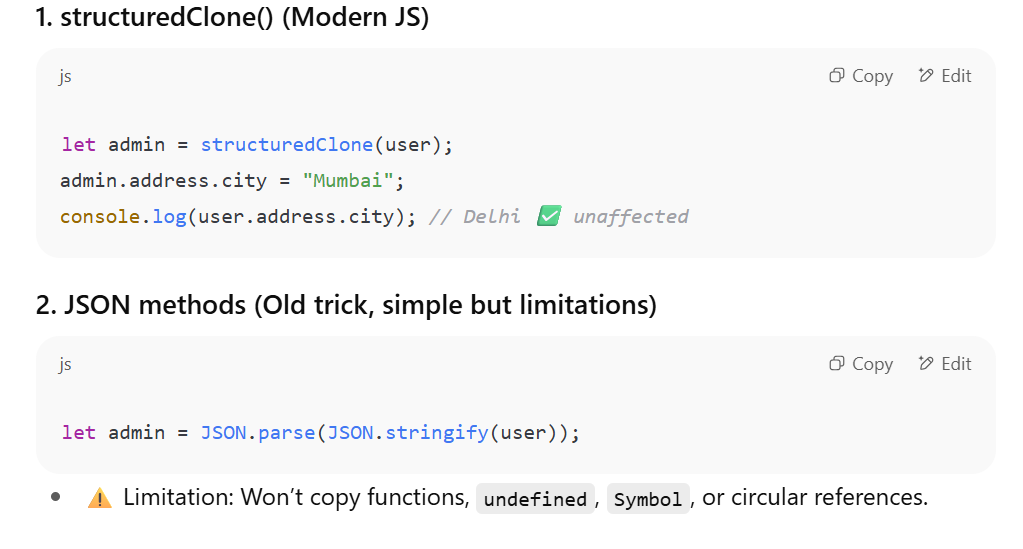 1. structuredClone() (Modern JS)
js
Copy Edit
let admin = structuredClone(user);
admin.address.city = "Mumbai";
console.log(user.address.city); // Delhi ✅ unaffected
2. JSON methods (Old trick, simple but limitations)
js
Copy Edit
let admin = JSON.parse(JSON.stringify(user));
• ⚠️ Limitation: Won’t copy functions, undefined, Symbol, or circular references.